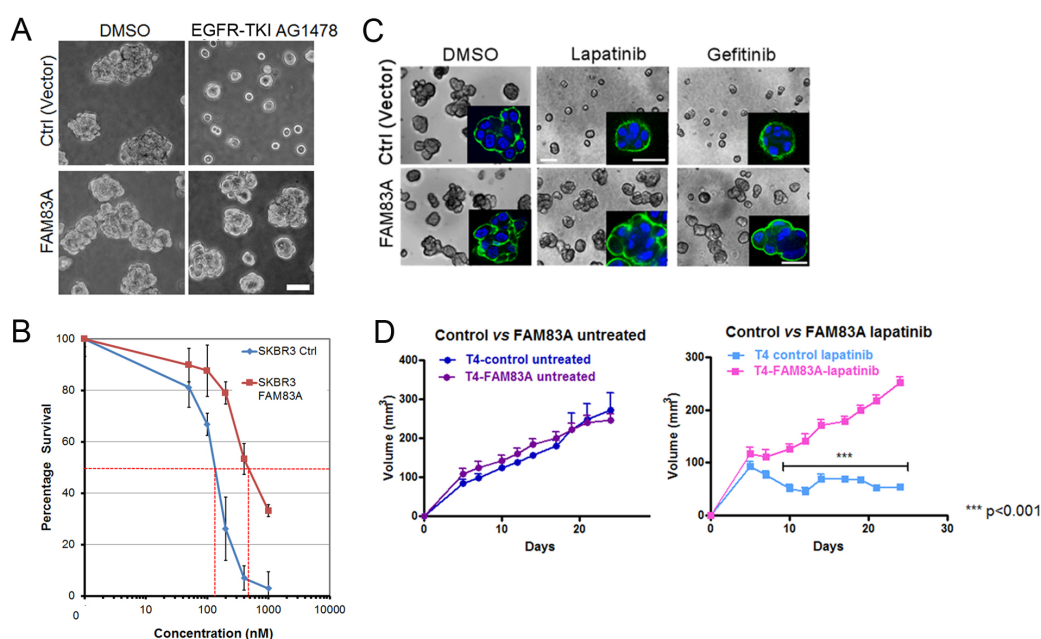 A
DMSO
EGFR-TKI AG1478
Ctrl (Vector)
FAM83A
B
100
80
60
40
20
0
0
10
100
1000
10000
Percentage Survival
Concentration (nM)
SKBR3 Ctrl
SKBR3
FAM83A
C
DMSO
Lapatinib
Gefitinib
Ctrl (Vector)
FAM83A
D
Control vs FAM83A untreated
T4-control untreated
T4-FAM83A untreated
400
300
200
100
0
0
10
20
Volume (mm3)
Days
Control vs FAM83A lapatinib
T4 control lapatinib
T4-FAM83A-lapatinib
300
200
100
0
0
10
20
30
Volume (mm3)
Days
***
*** p<0.001